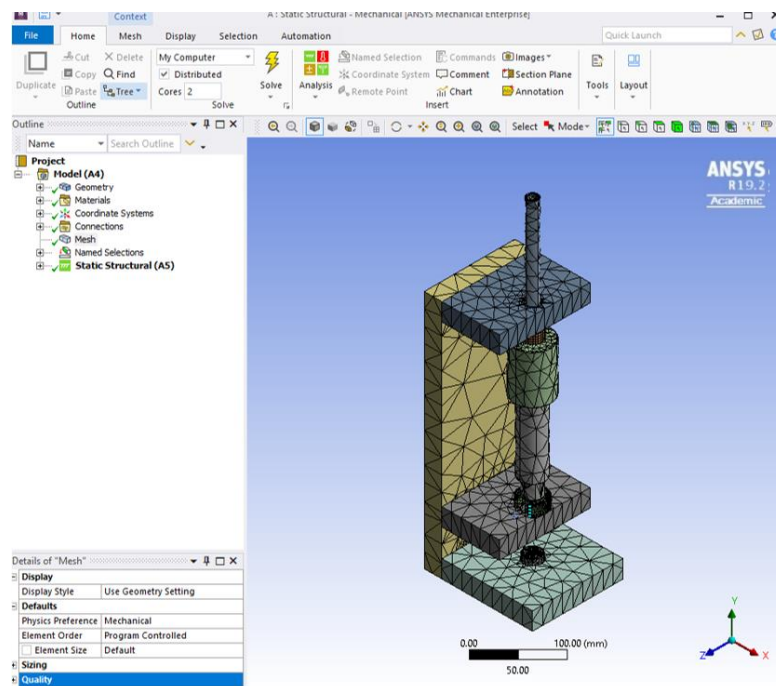 Context
A : Static Structural - Mechanical [ANSYS Mechanical Enterprise]
File Home Mesh Display Selection Automation Quick Launch
Duplicate
Cut
Copy
Paste
Delete
Find
Tree
Outline
My Computer
Distributed
Cores 2
Solve
Solve
Analysis
Named Selection
Coordinate System
Remote Point
Commands
Comment
Chart
Images
Section Plane
Annotation
Insert
Tools
Layout
Outline
Name Search Outline
Select Mode
Project
Model (A4)
Geometry
Materials
Coordinate Systems
Connections
Mesh
Named Selections
Static Structural (A5)
ANSYS
R19.2
Academic
Details of "Mesh"
Display
Display Style Use Geometry Setting
Defaults
Physics Preference Mechanical
Element Order Program Controlled
Element Size Default
Sizing
Quality
0.00 100.00 (mm)
50.00
Y
Z X